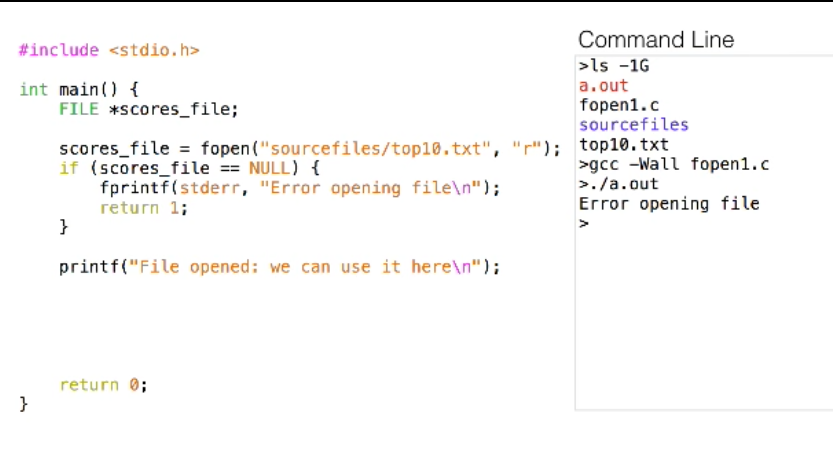 #include <stdio.h>
int main() {
    FILE *scores_file;
    scores_file = fopen("sourcefiles/top10.txt", "r");
    if (scores_file == NULL) {
        fprintf(stderr, "Error opening file\n");
        return 1;
    }
    printf("File opened: we can use it here\n");
    return 0;
}
Command Line
>ls -1G
a.out
fopen1.c
sourcefiles
top10.txt
>gcc -Wall fopen1.c
>./a.out
Error opening file
>